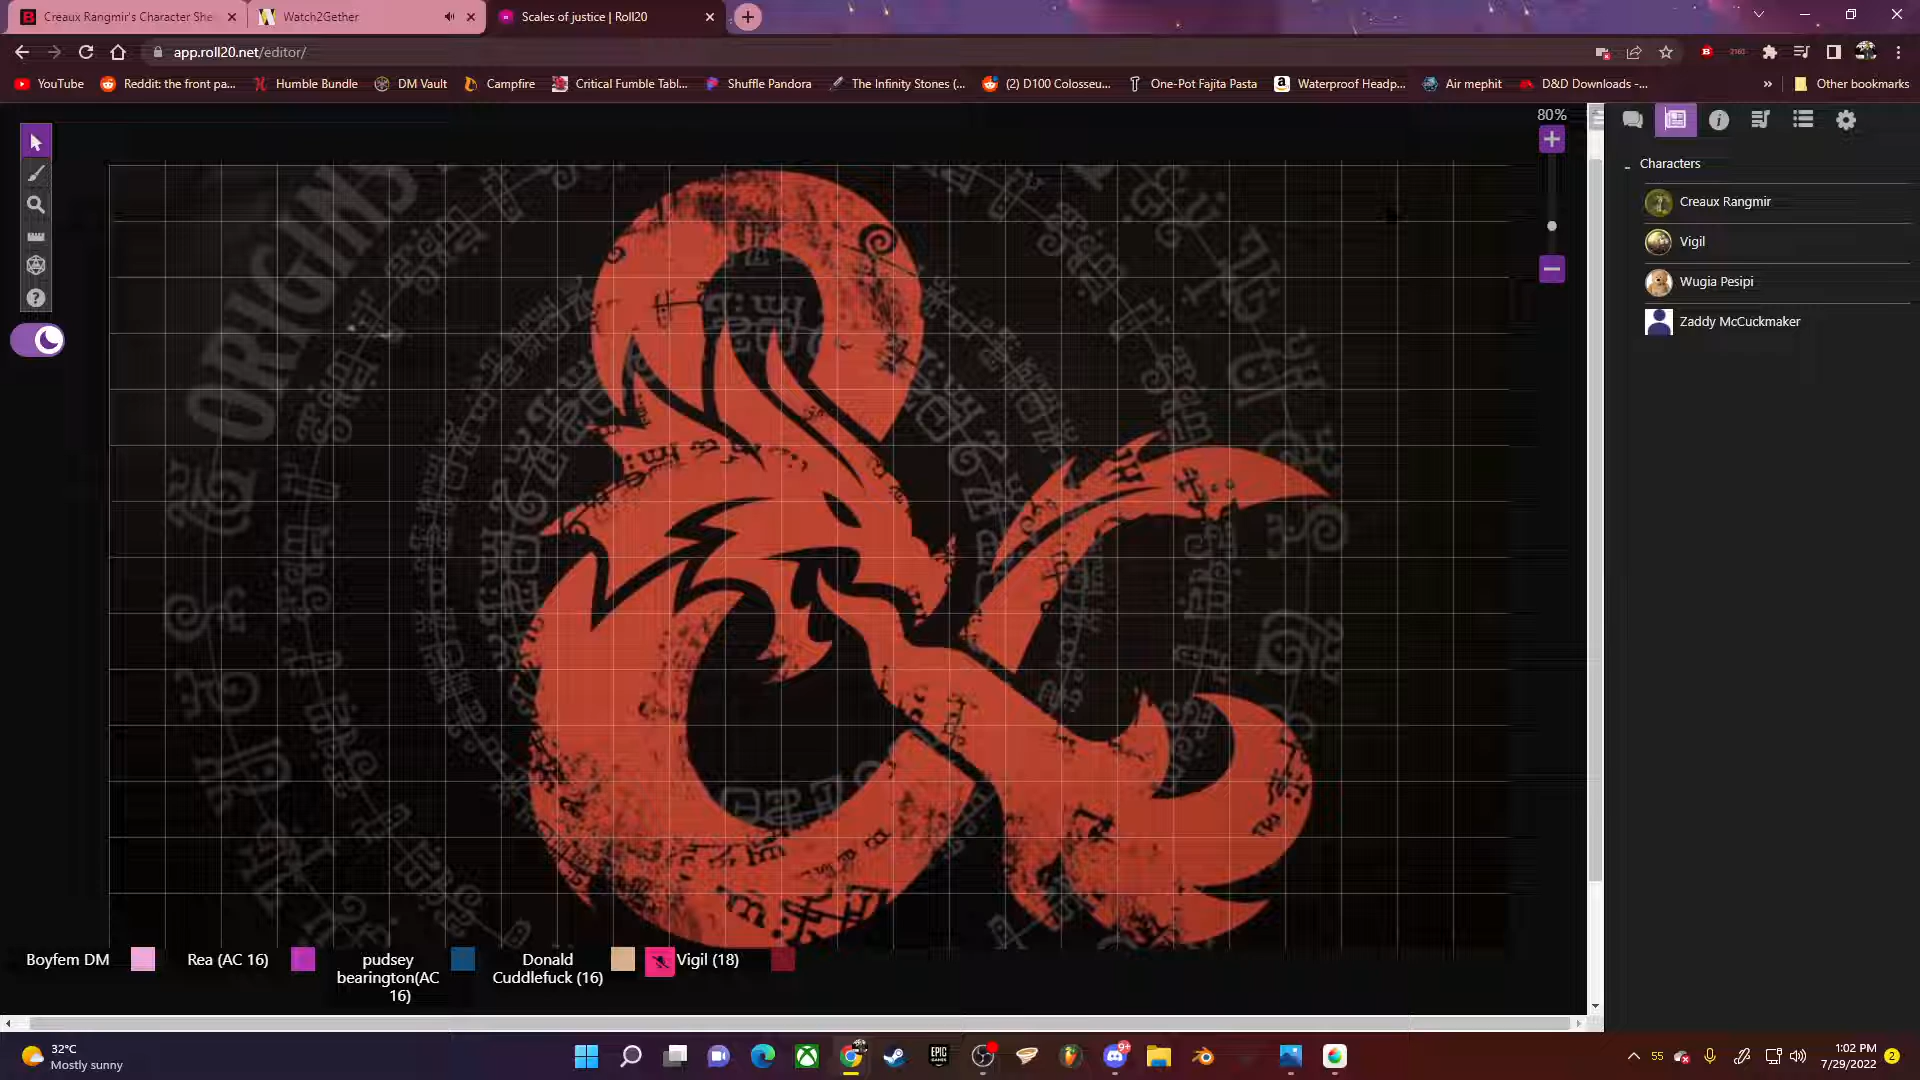 Creaux Rangmir's Character She
Watch2Gether
Scales of justice | Roll20
app.roll20.net/editor/
YouTube
Reddit: the front pa...
Humble Bundle
DM Vault
Campfire
Critical Fumble Tabl...
Shuffle Pandora
The Infinity Stones (...
(2) D100 Colosseu...
One-Pot Fajita Pasta
Waterproof Headp...
Air mephit
D&D Downloads -...
»
Other bookmarks
80%
Characters
Creaux Rangmir
Vigil
Wugia Pesipi
Zaddy McCuckmaker
ORIGINS
Boyfem DM
Rea (AC 16)
pudsey
bearington(AC
16)
Donald
Cuddlefuck (16)
Vigil (18)
32°C
Mostly sunny
EPIC
GAMES
9+
55
1:02 PM
7/29/2022
2